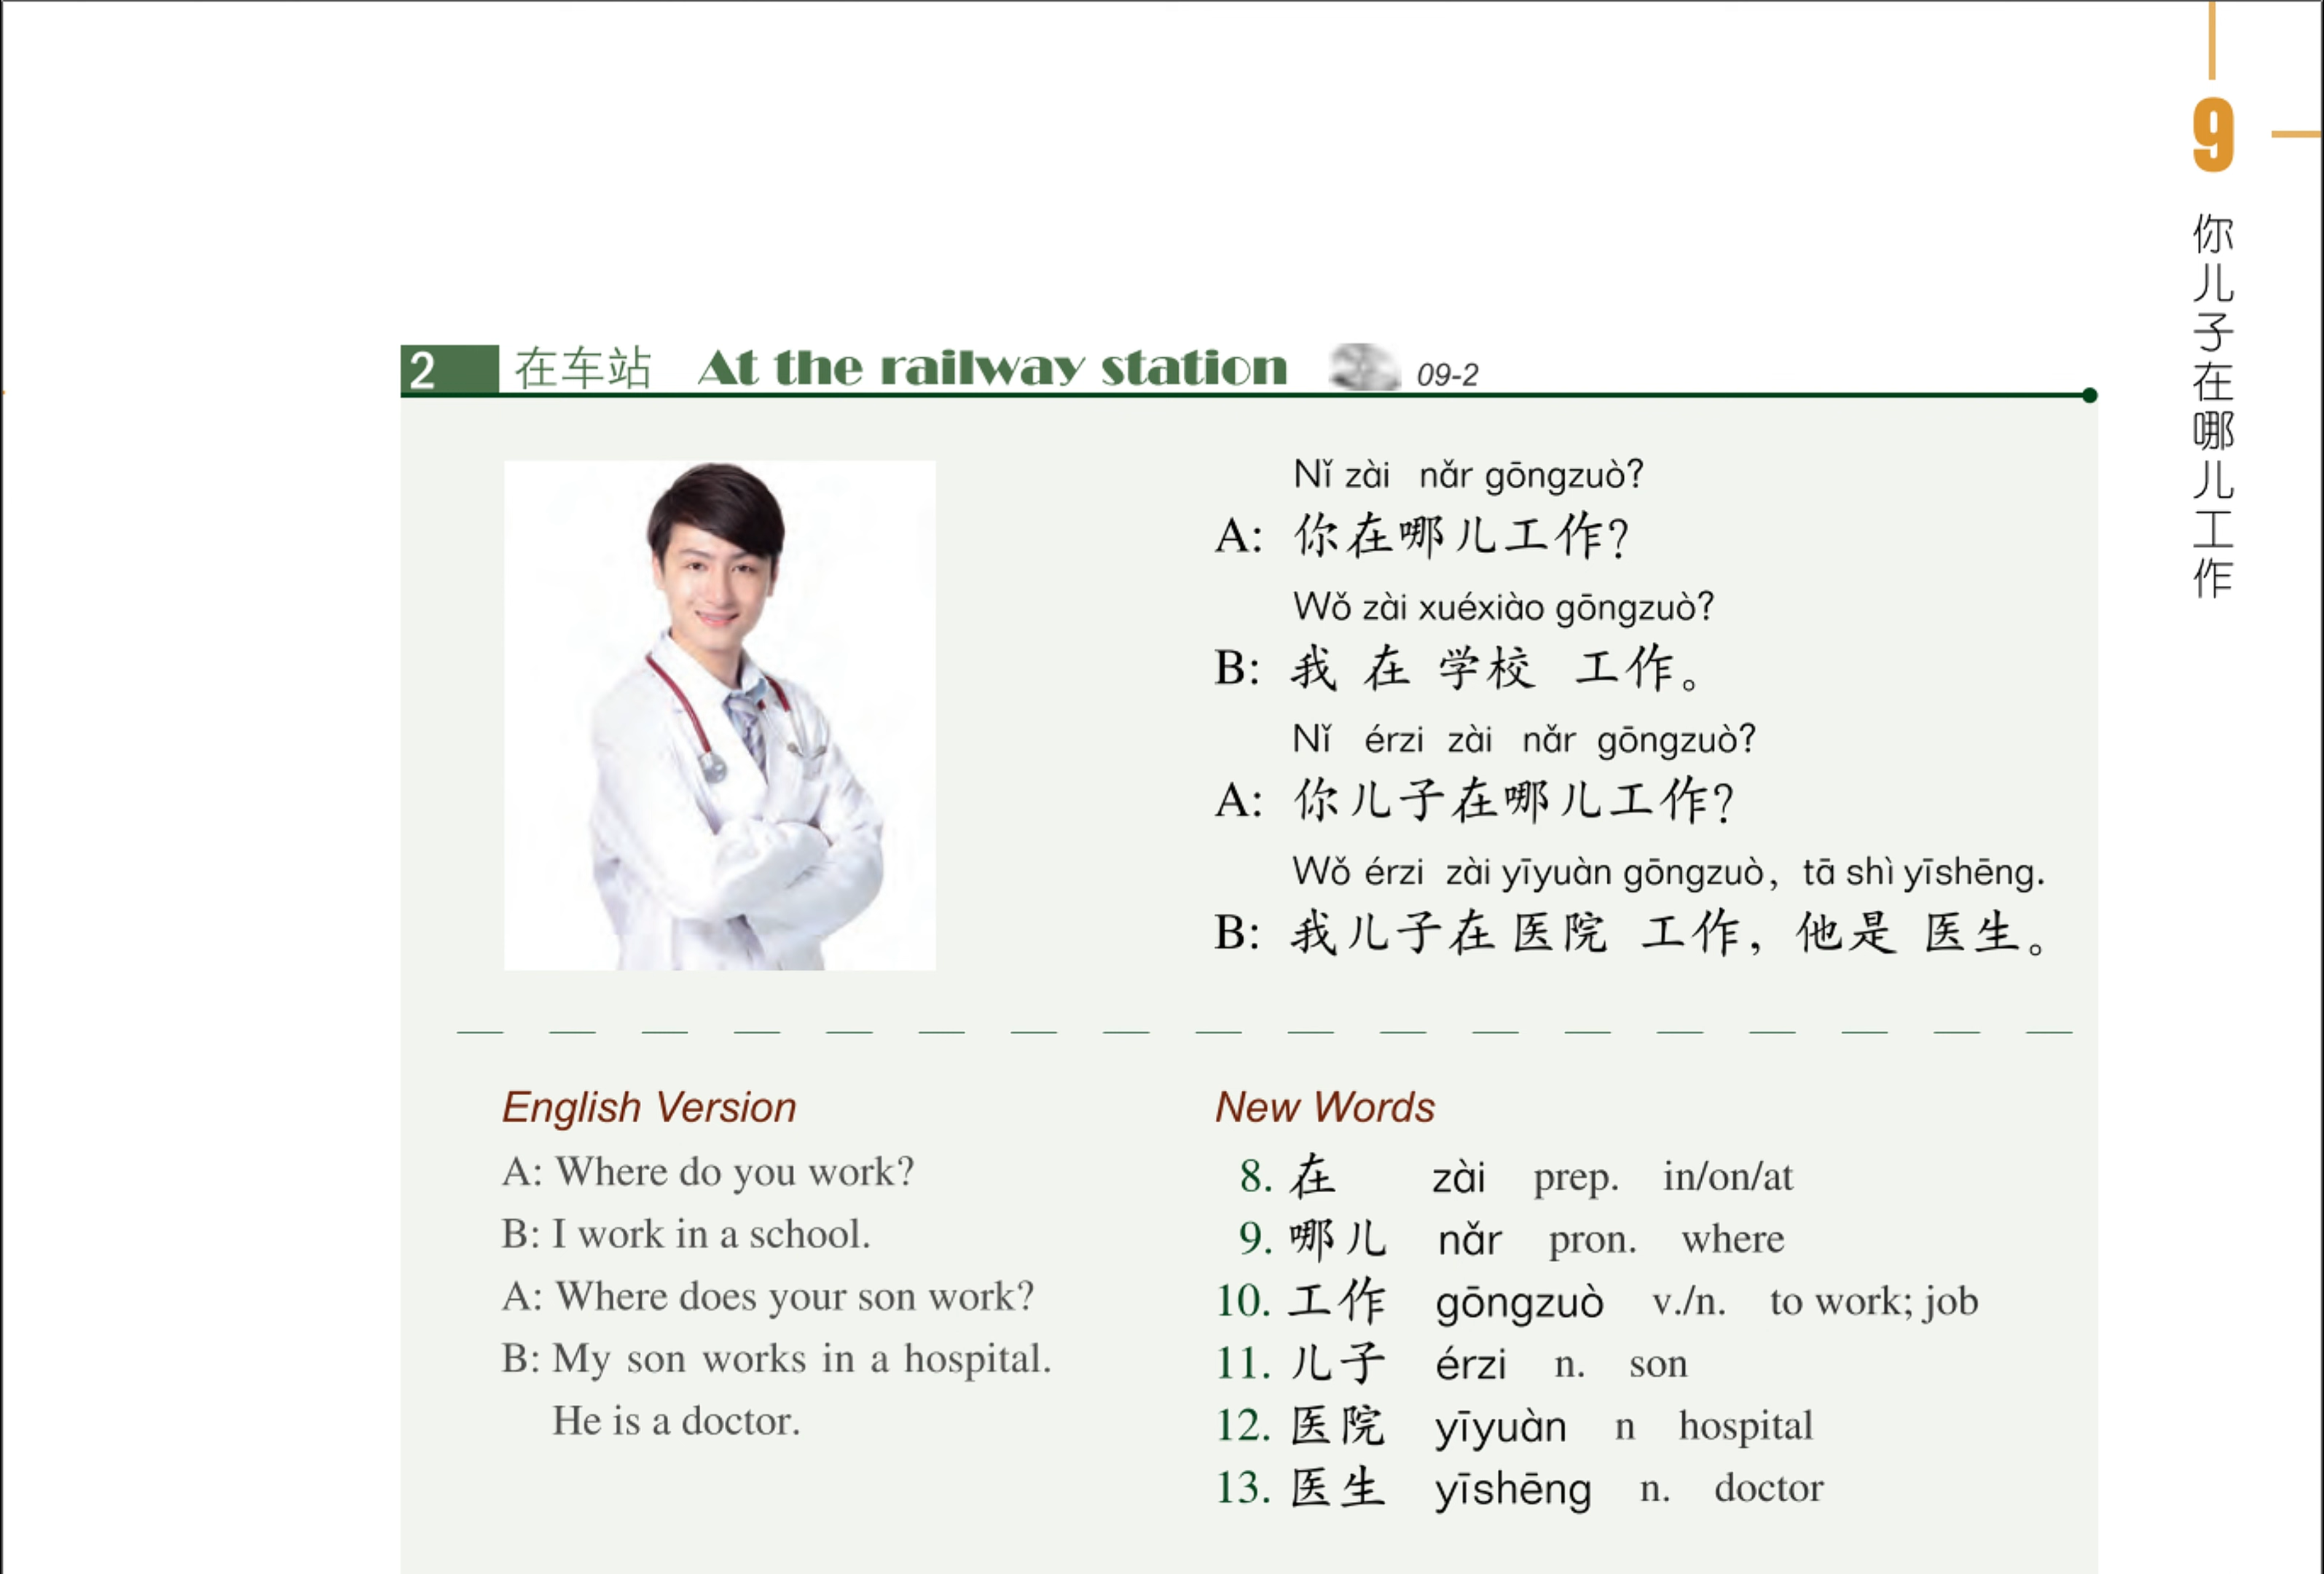 9
你儿子在哪儿工作
2 在车站 At the railway station 09-2
Nǐ zài nǎr gōngzuò?
A: 你在哪儿工作?
Wǒ zài xuéxiào gōngzuò?
B: 我 在 学校 工作。
Nǐ érzi zài nǎr gōngzuò?
A: 你儿子在哪儿工作?
Wǒ érzi zài yīyuàn gōngzuò, tā shì yīshēng.
B: 我儿子在 医院 工作, 他是 医生。
English Version
A: Where do you work?
B: I work in a school.
A: Where does your son work?
B: My son works in a hospital.
He is a doctor.
New Words
8. 在 zài prep. in/on/at
9. 哪儿 nǎr pron. where
10. 工作 gōngzuò v./n. to work; job
11. 儿子 érzi n. son
12. 医院 yīyuàn n hospital
13. 医生 yīshēng n. doctor